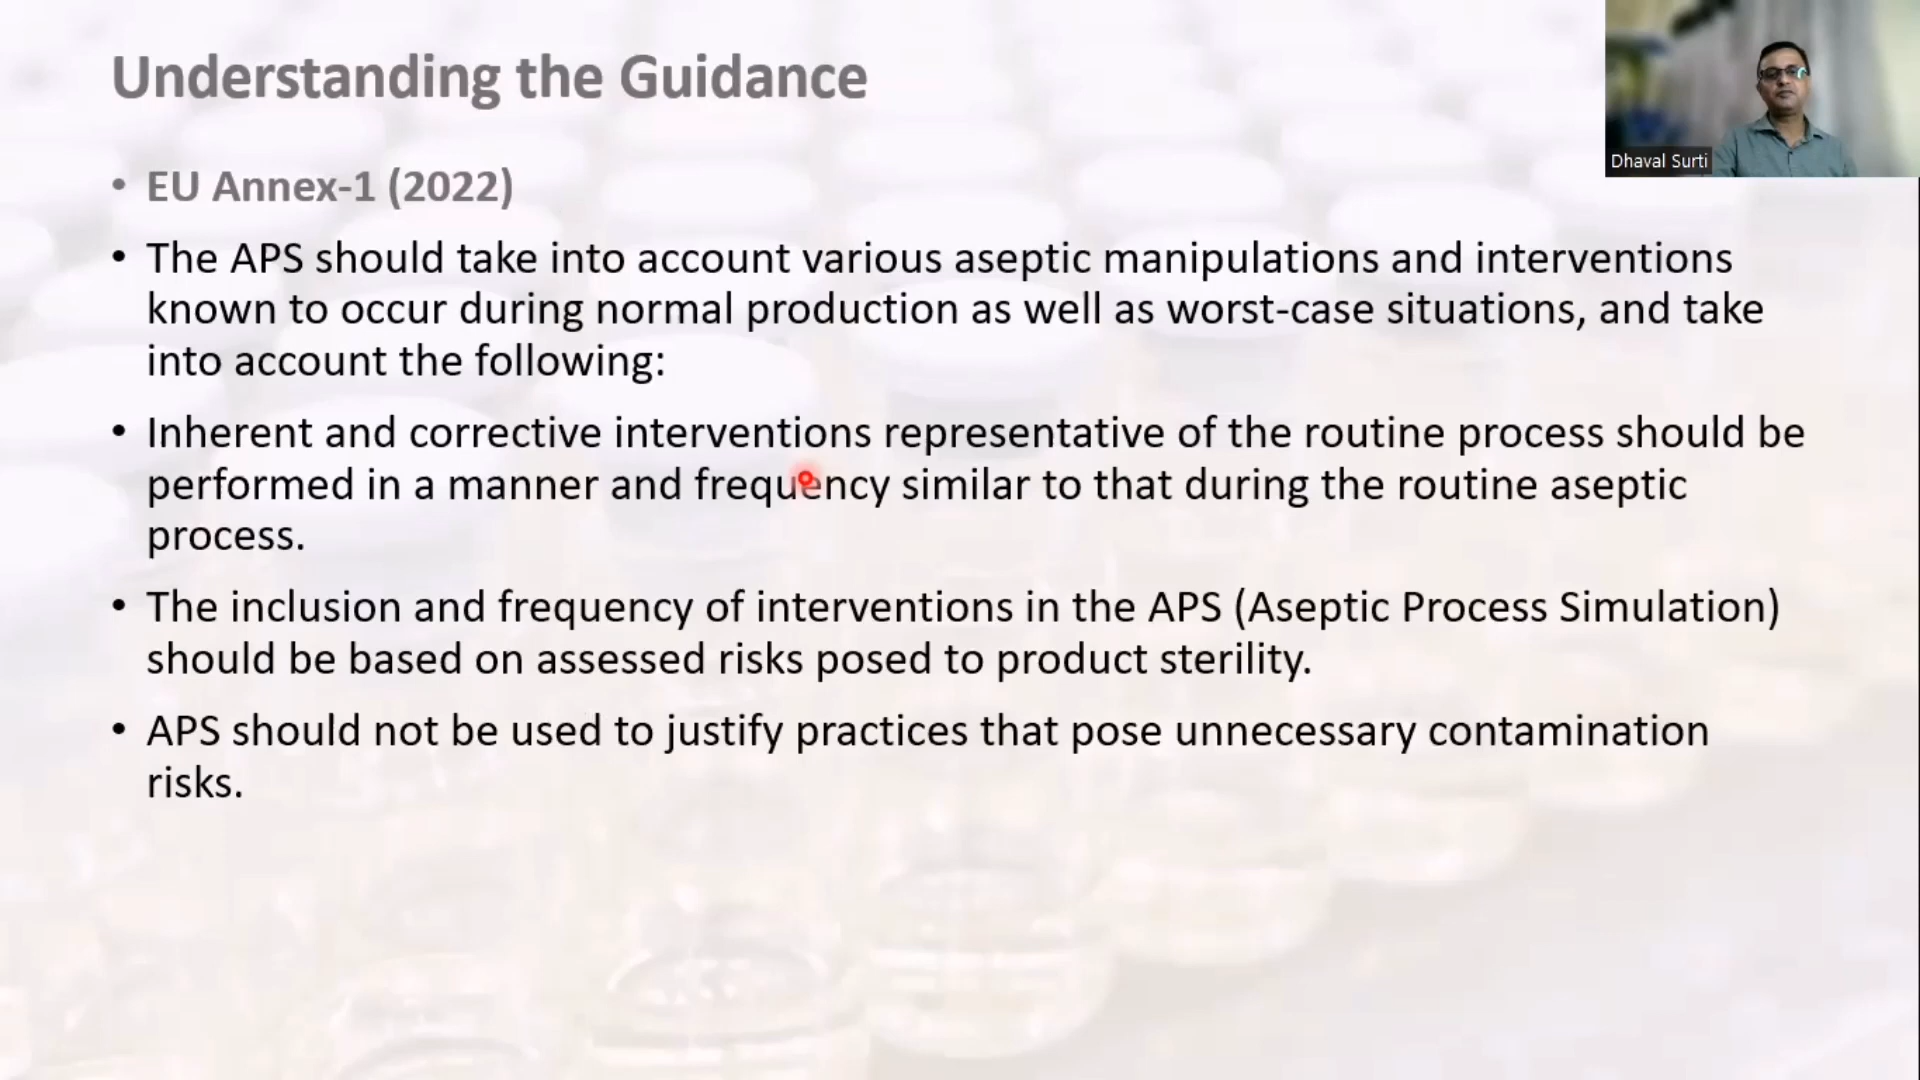 Understanding the Guidance
Dhaval Surti
• EU Annex-1 (2022)
• The APS should take into account various aseptic manipulations and interventions
known to occur during normal production as well as worst-case situations, and take
into account the following:
• Inherent and corrective interventions representative of the routine process should be
performed in a manner and frequency similar to that during the routine aseptic
process.
• The inclusion and frequency of interventions in the APS (Aseptic Process Simulation)
should be based on assessed risks posed to product sterility.
• APS should not be used to justify practices that pose unnecessary contamination
risks.